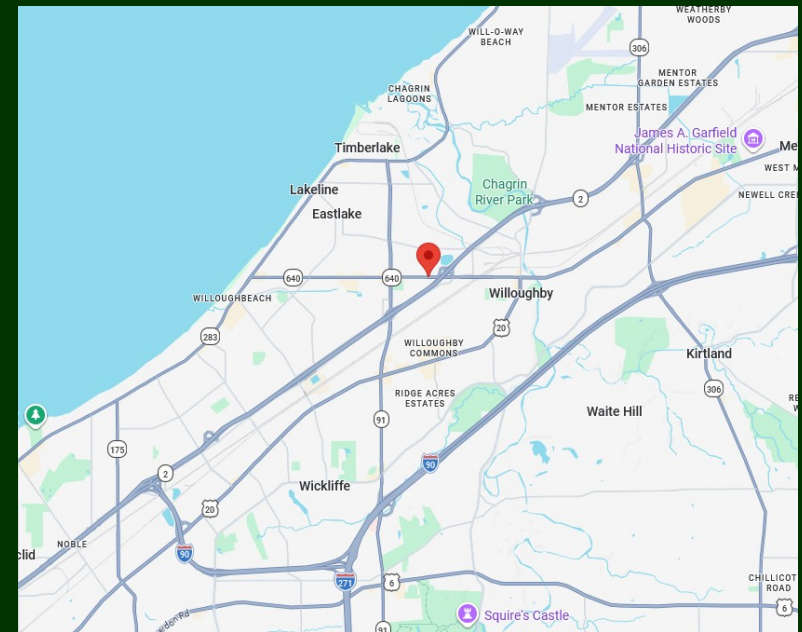 WEATHERBY
WOODS
WILL-O-WAY
BEACH
306
MENTOR
GARDEN ESTATES
CHAGRIN
LAGOONS
MENTOR ESTATES
James A. Garfield
National Historic Site
Me
Timberlake
WEST M
Lakeline
Chagrin
River Park
2
NEWELL CRE
Eastlake
640
640
WILLOUGHBEACH
Willoughby
283
20
WILLOUGHBY
COMMONS
Kirtland
306
RIDGE ACRES
ESTATES
Waite Hill
91
175
90
2
Wickliffe
20
NOBLE
clid
90
271
6
CHILLICOT
ROAD
6
Squire's Castle
91